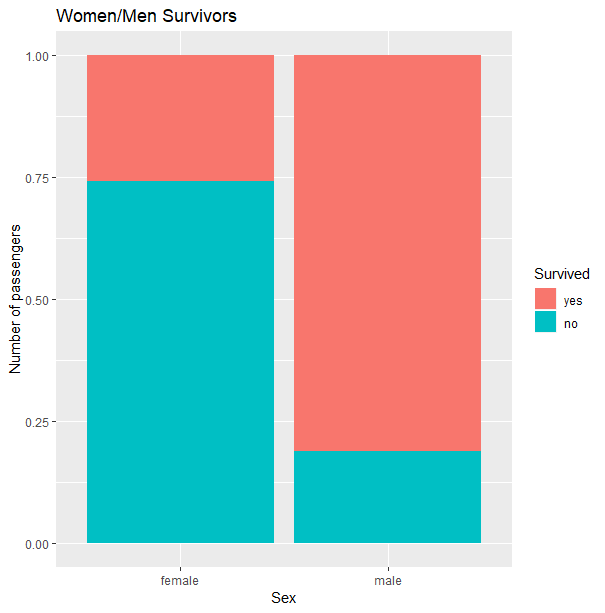 Women/Men Survivors
Number of passengers
1.00
0.75
0.50
0.25
0.00
female male
Sex
Survived
yes
no